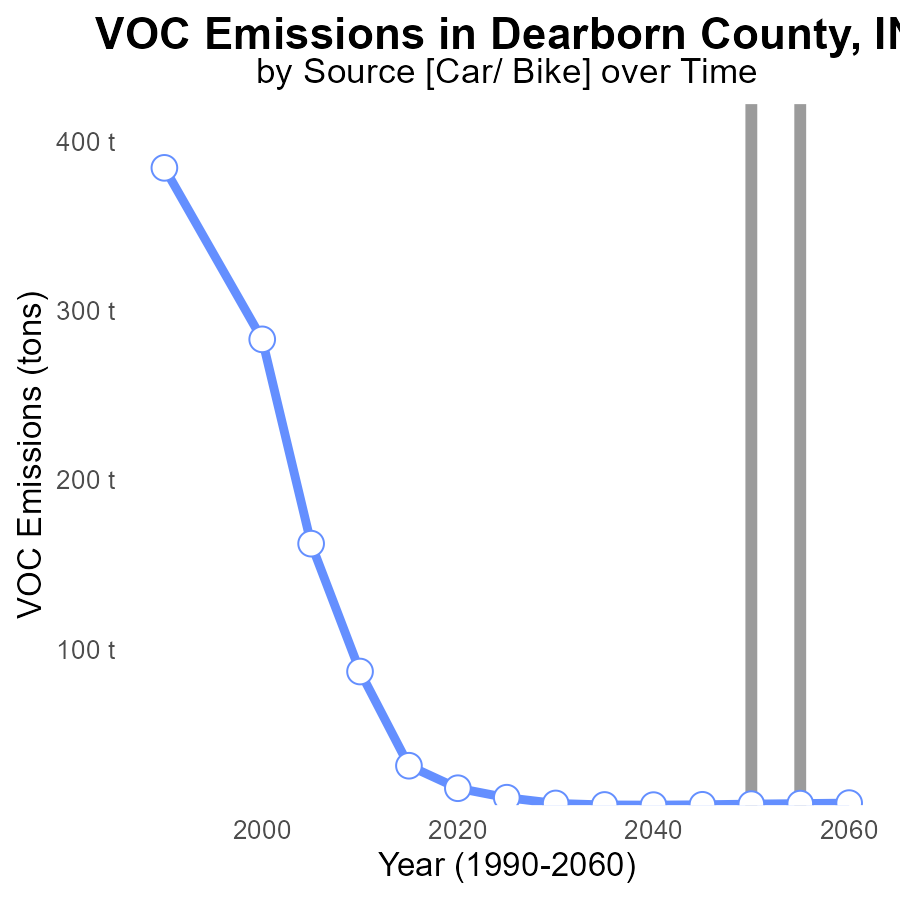 VOC Emissions in Dearborn County, IN
by Source [Car/ Bike] over Time
400 t
300 t
200 t
100 t
VOC Emissions (tons)
2000
2020
2040
2060
Year (1990-2060)